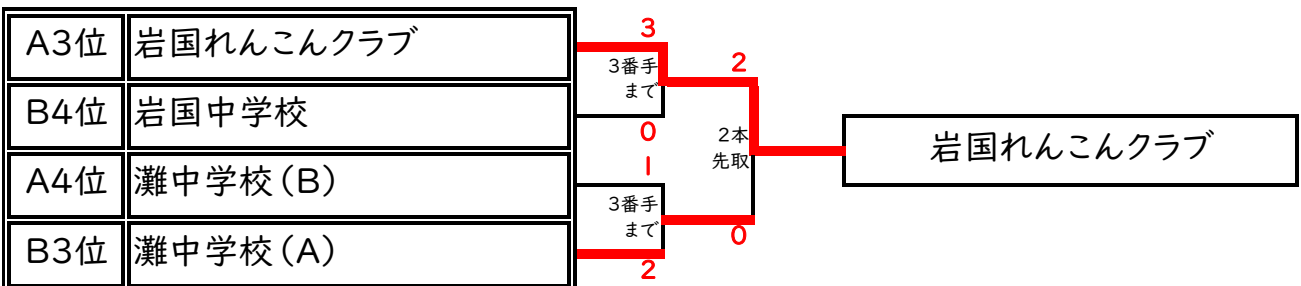 A3位 岩国れんこんクラブ
B4位 岩国中学校
A4位 灘中学校(B)
B3位 灘中学校(A)
3
3番手
まで
0
1
3番手
まで
2
2
2本
先取
0
岩国れんこんクラブ